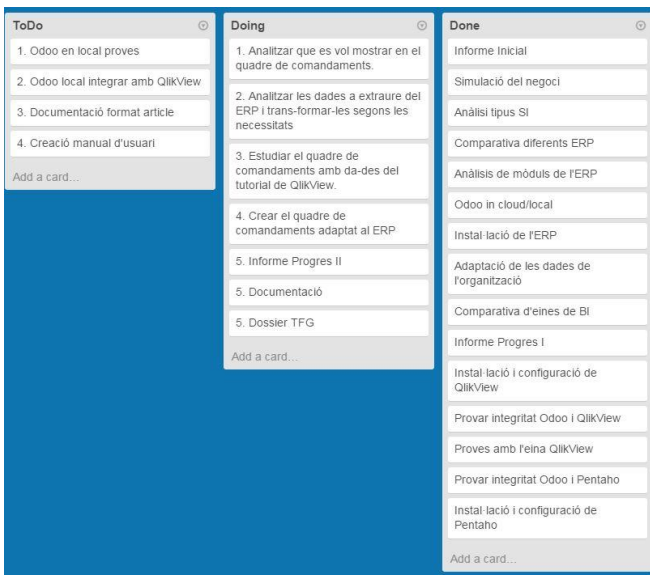 ToDo
1. Odoo en local proves
2. Odoo local integrar amb QlikView
3. Documentació format article
4. Creació manual d'usuari
Add a card...
Doing
1. Analitzar que es vol mostrar en el
quadre de comandaments.
2. Analitzar les dades a extraure del
ERP i trans-formar-les segons les
necessitats
3. Estudiar el quadre de
comandaments amb da-des del
tutorial de QlikView.
4. Crear el quadre de
comandaments adaptat al ERP
5. Informe Progres II
5. Documentació
5. Dossier TFG
Add a card...
Done
Informe Inicial
Simulació del negoci
Anàlisi tipus SI
Comparativa diferents ERP
Anàlisis de mòduls de l'ERP
Odoo in cloud/local
Instal·lació de l'ERP
Adaptació de les dades de
l'organització
Comparativa d'eines de BI
Informe Progres I
Instal·lació i configuració de
QlikView
Provar integritat Odoo i QlikView
Proves amb l'eina QlikView
Provar integritat Odoo i Pentaho
Instal·lació i configuració de
Pentaho
Add a card...